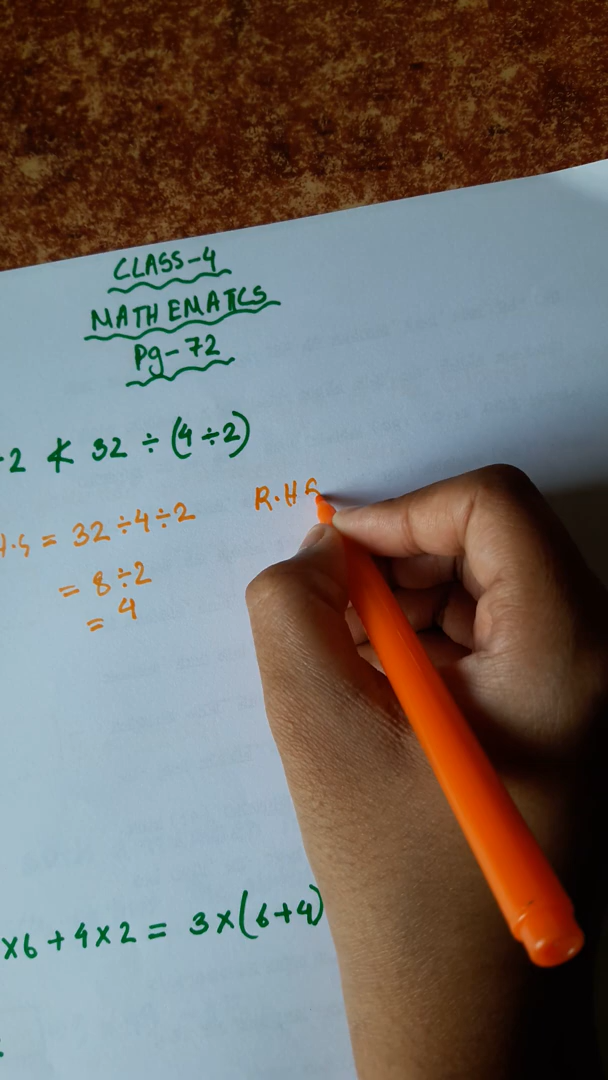 CLASS-4
MATHEMATICS
Pg-72
÷2 < 32 ÷ (4÷2)
H.S = 32÷4÷2
R.HS
= 8÷2
= 4
×6+4×2 = 3×(6+4)